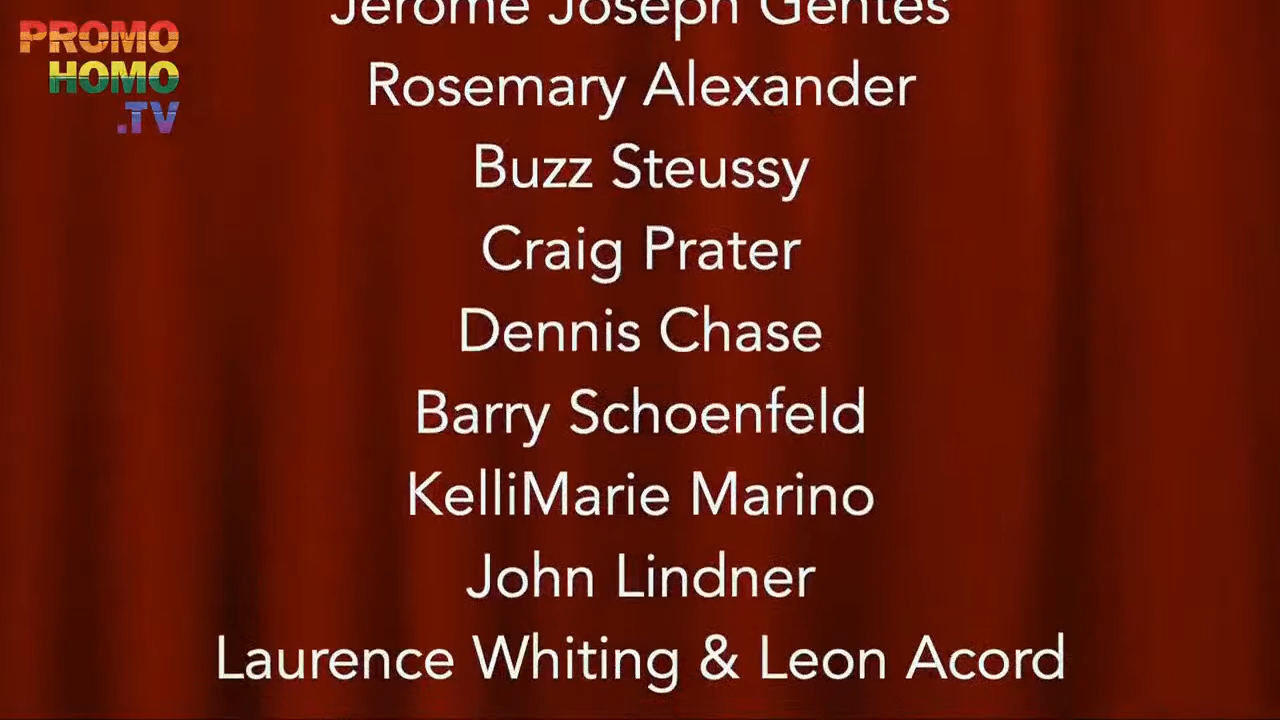 PROMO
HOMO
.TV
Jerome Joseph Gentes
Rosemary Alexander
Buzz Steussy
Craig Prater
Dennis Chase
Barry Schoenfeld
KelliMarie Marino
John Lindner
Laurence Whiting & Leon Acord